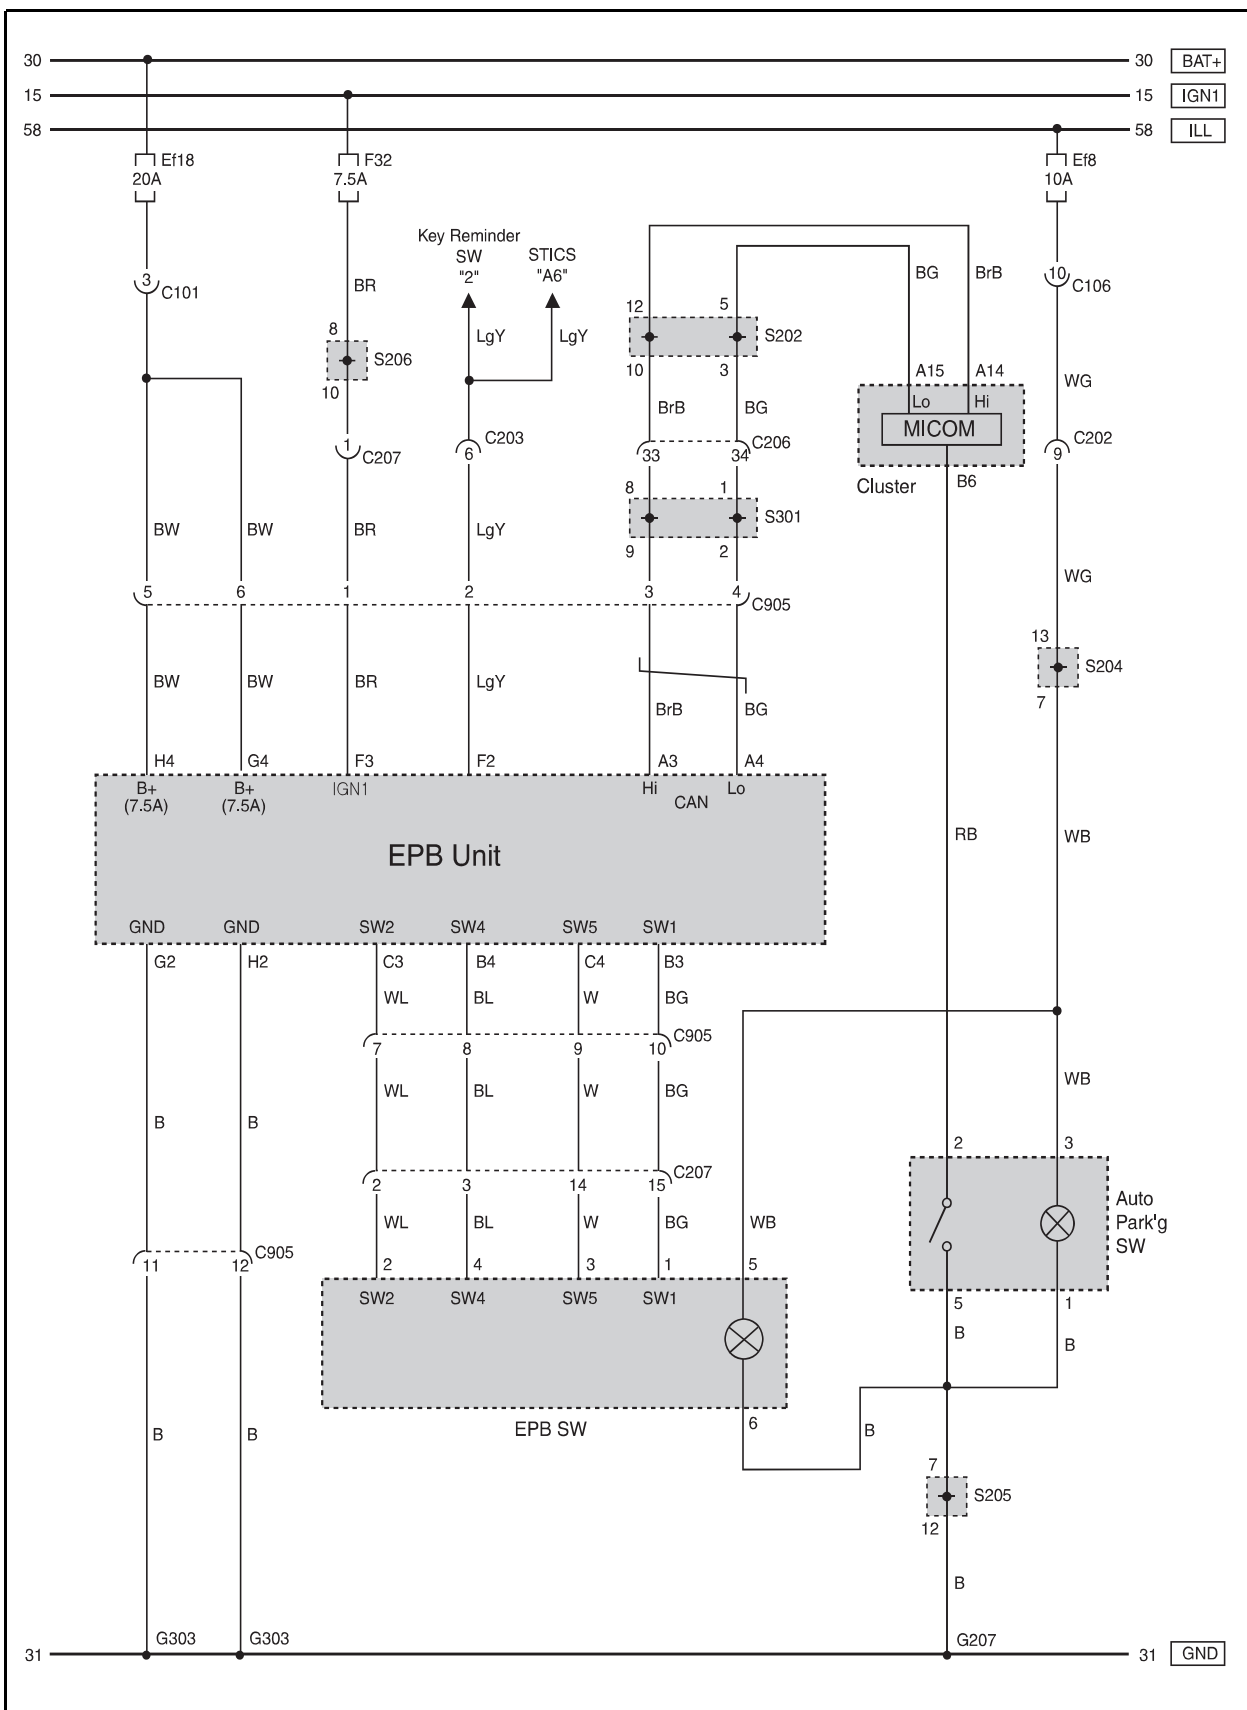 30 30 BAT+
15 15 IGN1
58 58 ILL
Ef18 F32 Ef8
20A 7.5A 10A
Key Reminder
SW STICS
"2" "A6"
BG BrB
3 C101 BR 10 C106
12 5
8 LgY LgY S202
S206
10 10 3 A15 A14 WG
Lo Hi
BrB BG
MICOM
1 C207 C203 C206 C202
6 33 34 9
Cluster B6
8 1
S301
BW BW BR LgY
9 2
WG
5 6 1 2 3 4 C905
13
S204
BW BW BR LgY
7
BrB BG
H4 G4 F3 F2 A3 A4
B+ B+ IGN1 Hi Lo
(7.5A) (7.5A) CAN
RB WB
EPB Unit
GND GND SW2 SW4 SW5 SW1
G2 H2 C3 B4 C4 B3
WL BL W BG
C905
7 8 9 10
WB
WL BL W BG
B B
2 3
C207
2 3 14 15
Auto
Park'g
SW
WL BL W BG WB
C905
11 12
2 4 3 1 5
SW2 SW4 SW5 SW1
5 1
B B
6
EPB SW
B B B
7
S205
12
B
G303 G303 G207
31 31 GND